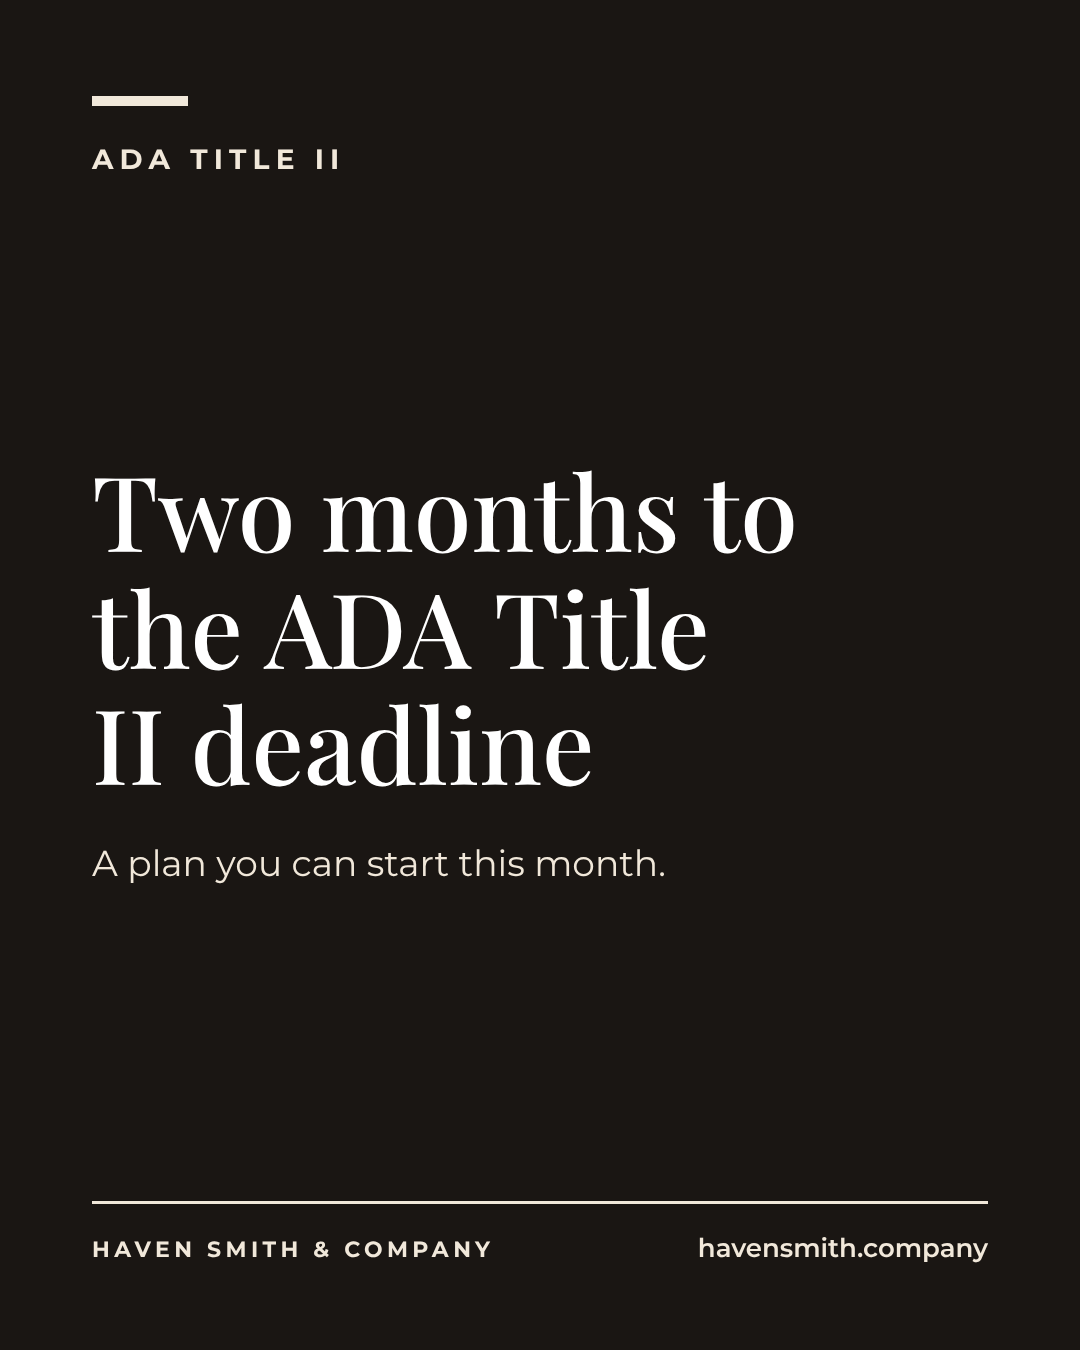 ADA TITLE II
Two months to
the ADA Title
II deadline
A plan you can start this month.
HAVEN SMITH & COMPANY
havensmith.company